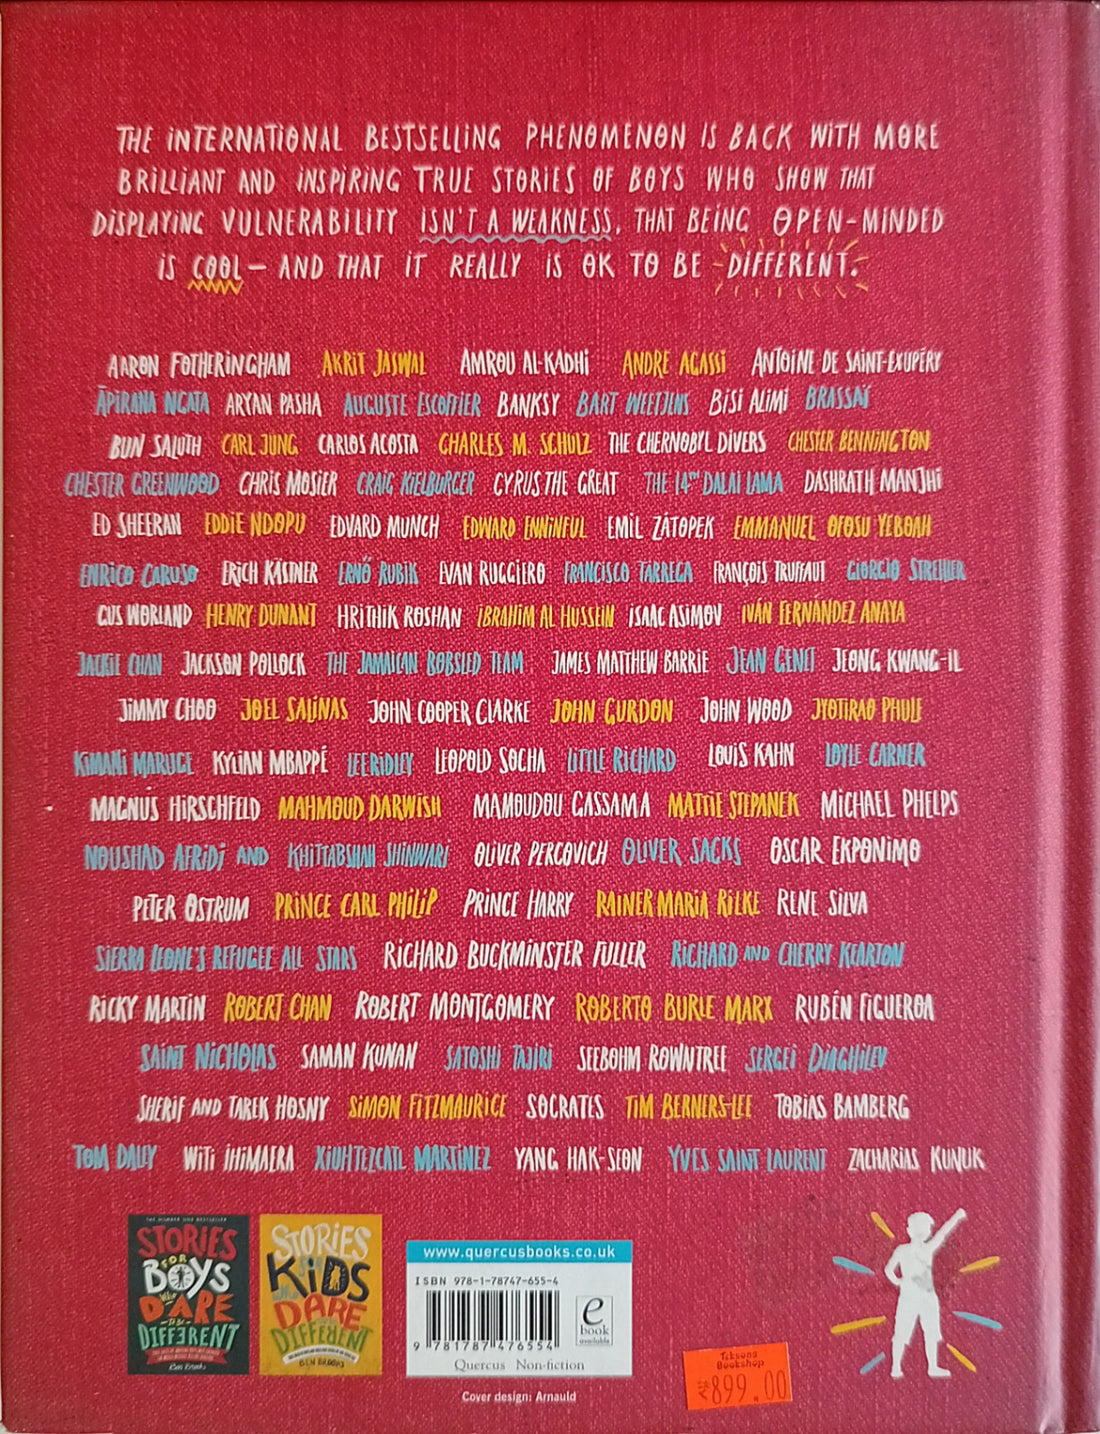 THE INTERNATIONAL BESTSELLING PHENOMENON IS BACK WITH MORE
BRILLIANT AND INSPIRING TRUE STORIES OF BOYS WHO SHOW THAT
DISPLAYING VULNERABILITY ISN'T A WEAKNESS, THAT BEING OPEN-MINDED
IS COOL – AND THAT IT REALLY IS OK TO BE DIFFERENT.
AARON FOTHERINGHAM AKRIT JASWAL AMROU AL-KADHI ANDRE AGASSI ANTOINE DE SAINT-EXUPÉRY
ĀPIRANA NGATA ARYAN PASHA AUGUSTE ESCOFFIER BANKSY BART WEETJENS BISI ALIMI BRASSAÏ
BUN SALUTH CARL JUNG CARLOS ACOSTA CHARLES M. SCHULZ THE CHERNOBYL DIVERS CHESTER BENNINGTON
CHESTER GREENWOOD CHRIS MOSIER CRAIG KIELBURGER CYRUS THE GREAT THE 14TH DALAI LAMA DASHRATH MANJHI
ED SHEERAN EDDIE NDOPU EDVARD MUNCH EDWARD ENNINFUL EMIL ZÁTOPEK EMMANUEL OFOSU YEBOAH
ENRICO CARUSO ERICH KÄSTNER ERNŐ RUBIK EVAN RUGGIERO FRANCISCO TÁRREGA FRANÇOIS TRUFFAUT GIORGIO STREHLER
GUS WORLAND HENRY DUNANT HRITHIK ROSHAN IBRAHIM AL HUSSEIN ISAAC ASIMOV IVÁN FERNÁNDEZ ANAYA
JACKIE CHAN JACKSON POLLOCK THE JAMAICAN BOBSLED TEAM JAMES MATTHEW BARRIE JEAN GENET JEONG KWANG-IL
JIMMY CHOO JOEL SALINAS JOHN COOPER CLARKE JOHN GURDON JOHN WOOD JYOTIRAO PHULE
KIMANI MARUGE KYLIAN MBAPPÉ LEE RIDLEY LEOPOLD SOCHA LITTLE RICHARD LOUIS KAHN LOYLE CARNER
MAGNUS HIRSCHFELD MAHMOUD DARWISH MAMOUDOU GASSAMA MATTIE STEPANEK MICHAEL PHELPS
NOUSHAD AFRIDI AND KHITTABSHAH SHINWARI OLIVER PERCOVICH OLIVER SACKS OSCAR EKPONIMO
PETER OSTRUM PRINCE CARL PHILIP PRINCE HARRY RAINER MARIA RILKE RENE SILVA
SIERRA LEONE'S REFUGEE ALL STARS RICHARD BUCKMINSTER FULLER RICHARD AND CHERRY KEARTON
RICKY MARTIN ROBERT CHAN ROBERT MONTGOMERY ROBERTO BURLE MARX RUBÉN FIGUEROA
SAINT NICHOLAS SAMAN KUNAN SATOSHI TAJIRI SEEBOHM ROWNTREE SERGEI DIAGHILEV
SHERIF AND TAREK HOSNY SIMON FITZMAURICE SOCRATES TIM BERNERS-LEE TOBIAS BAMBERG
TOM DALEY WITI IHIMAERA XIUHTEZCATL MARTINEZ YANG HAK-SEON YVES SAINT LAURENT ZACHARIAS KUNUK
THE NUMBER ONE BESTSELLER
STORIES
FOR
BOYS
WHO
DARE
TO BE
DIFFERENT
Ben Brooks
STORIES
FOR
KIDS
WHO
DARE
TO BE
DIFFERENT
BEN BROOKS
www.quercusbooks.co.uk
ISBN 978-1-78747-655-4
9 781787 476554
e
book
available
Quercus Non-fiction
Cover design: Arnauld
Teksons
Bookshop
₹899.00